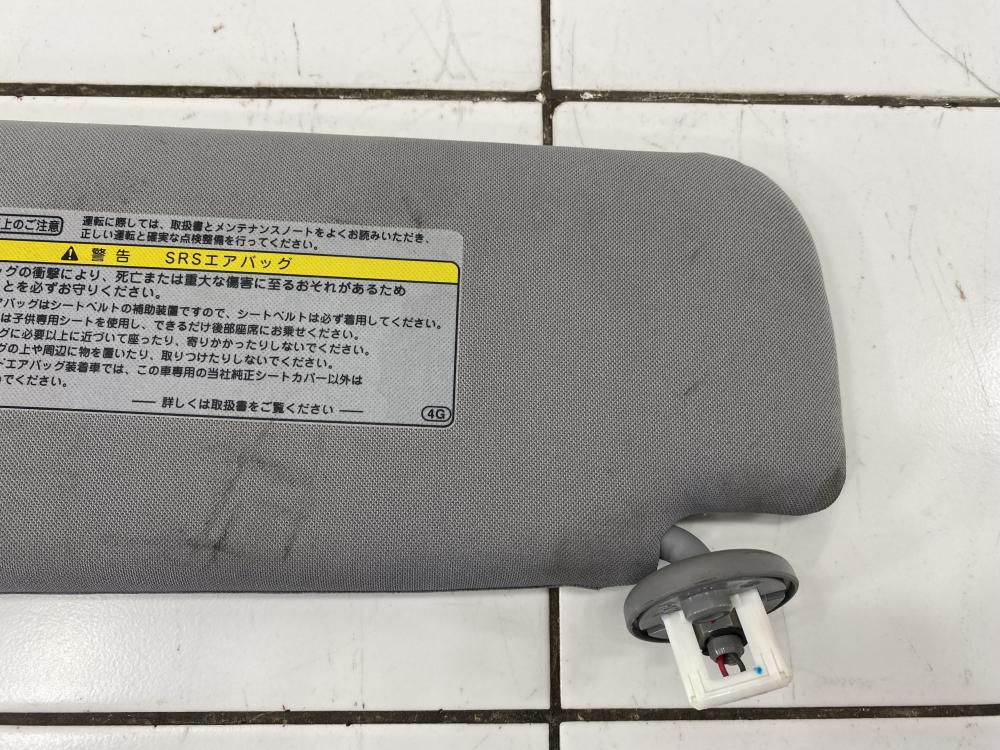 上のご注意
運転に際しては、取扱書とメンテナンスノートをよくお読みいただき、
正しい運転と確実な点検整備を行ってください。
警告 SRSエアバッグ
グの衝撃により、死亡または重大な傷害に至るおそれがあるため
とを必ずお守りください。
アバッグはシートベルトの補助装置ですので、シートベルトは必ず着用してください。
は子供専用シートを使用し、できるだけ後部座席にお乗せください。
グに必要以上に近づいて座ったり、寄りかかったりしないでください。
グの上や周辺に物を置いたり、取りつけたりしないでください。
ドエアバッグ装着車では、この車専用の当社純正シートカバー以外は
でください。
— 詳しくは取扱書をご覧ください —
4G